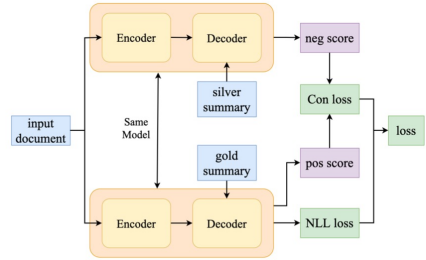 Encoder
Decoder
neg score
silver
summary
Con loss
input
document
Same
Model
loss
gold
summary
pos score
Encoder
Decoder
NLL loss